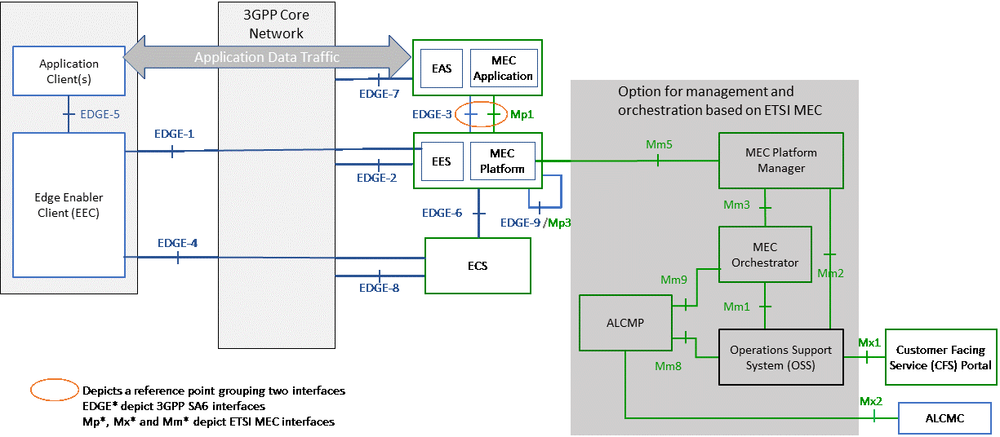 3GPP Core
Network
Application Data Traffic
Application
Client(s)
EDGE-5
Edge Enabler
Client (EEC)
EDGE-1
EDGE-4
EDGE-7
EDGE-2
EDGE-8
EAS
MEC
Application
EDGE-3
Mp1
EES
MEC
Platform
EDGE-6
EDGE-9 /Mp3
ECS
Option for management and
orchestration based on ETSI MEC
Mm5
MEC Platform
Manager
Mm3
MEC
Orchestrator
Mm2
Mm9
Mm1
ALCMP
Mm8
Operations Support
System (OSS)
Mx1
Customer Facing
Service (CFS) Portal
Mx2
ALCMC
Depicts a reference point grouping two interfaces
EDGE* depict 3GPP SA6 interfaces
Mp*, Mx* and Mm* depict ETSI MEC interfaces